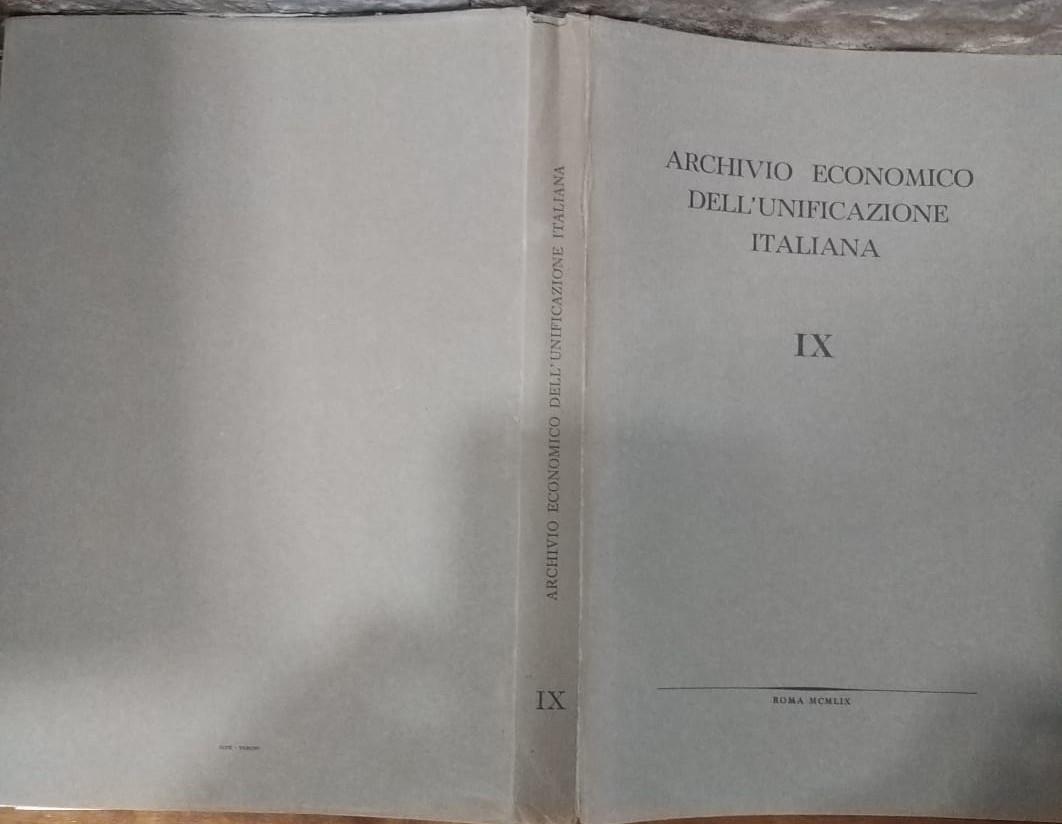 ARCHIVIO ECONOMICO
DELL'UNIFICAZIONE
ITALIANA
IX
ROMA MCMLIX
ARCHIVIO ECONOMICO DELL'UNIFICAZIONE ITALIANA
IX